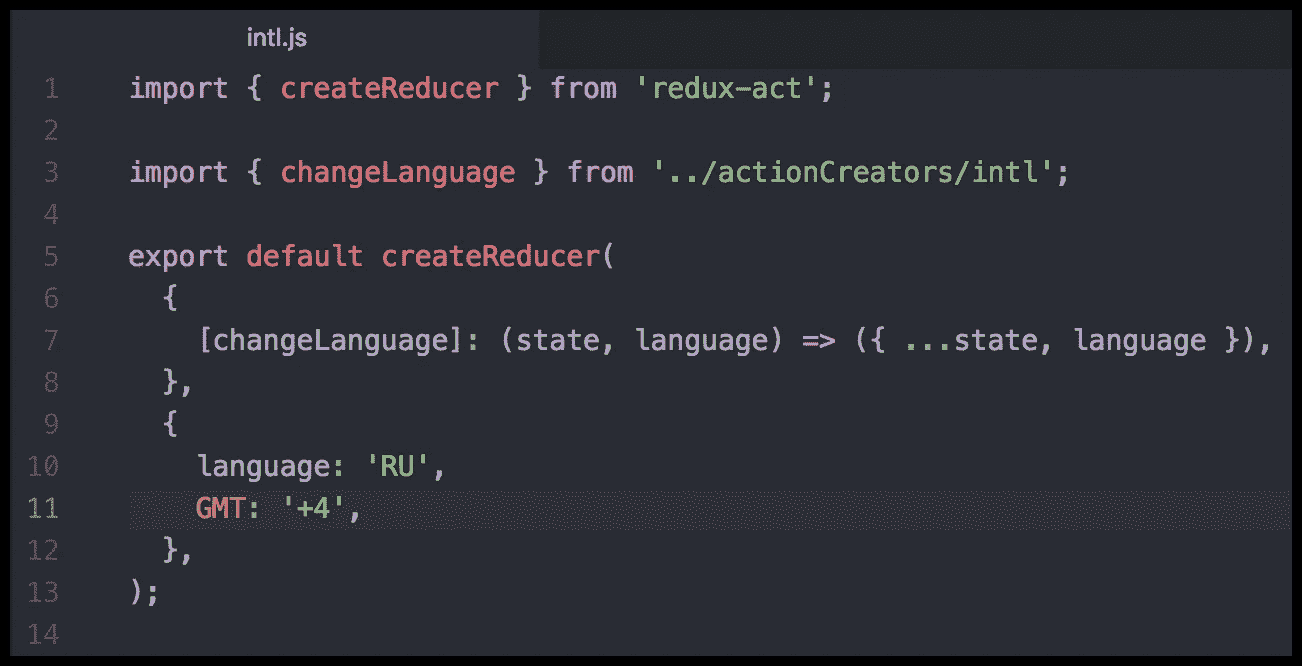 intl.js
1 import { createReducer } from 'redux-act';
2
3 import { changeLanguage } from '../actionCreators/intl';
4
5 export default createReducer(
6 {
7 [changeLanguage]: (state, language) => ({ ...state, language }),
8 },
9 {
10 language: 'RU',
11 GMT: '+4',
12 },
13 );
14